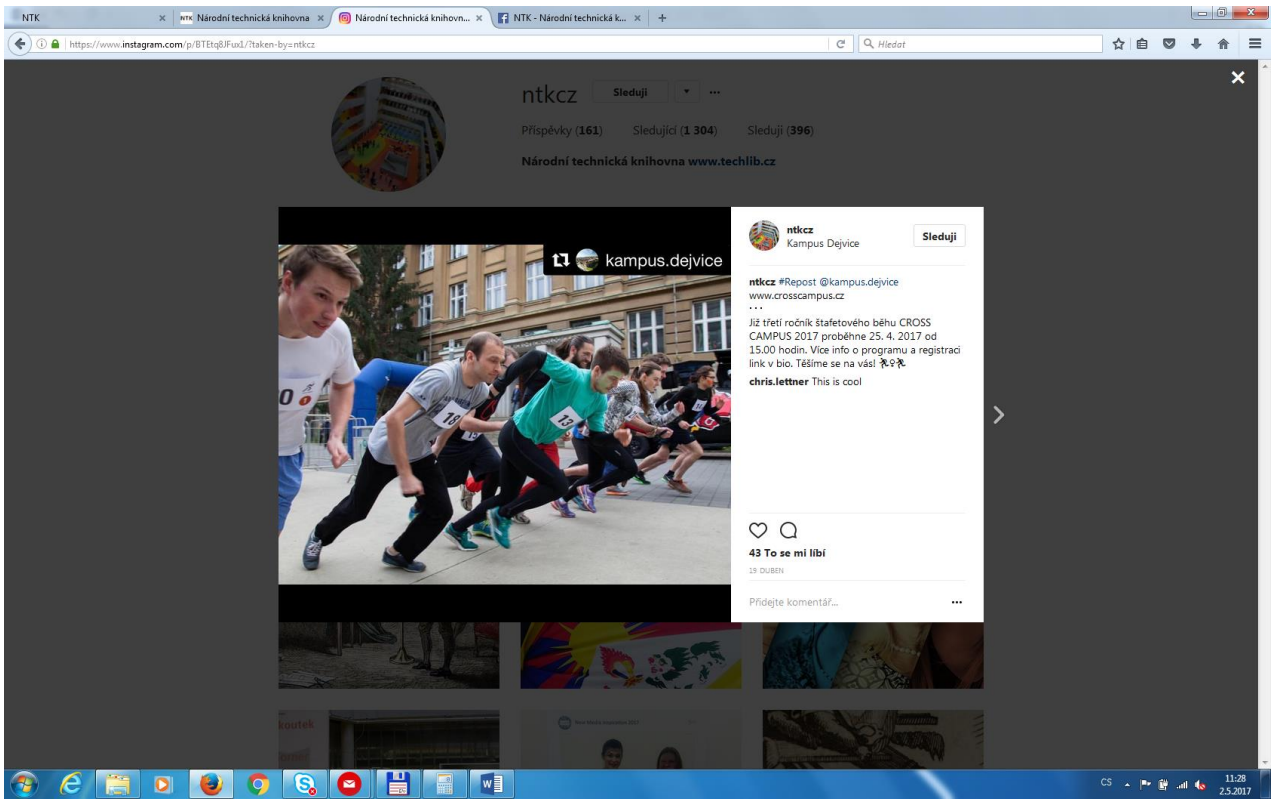 NTK
NTK Národní technická knihovna
Národní technická knihovn...
NTK - Národní technická k...
https://www.instagram.com/p/BTEtq8JFux1/?taken-by=ntkcz
Hledat
ntkcz Sleduji
Příspěvky (161) Sledující (1 304) Sleduji (396)
Národní technická knihovna www.techlib.cz
kampus.dejvice
18
13
0
ntkcz
Kampus Dejvice
Sleduji
ntkcz #Repost @kampus.dejvice
www.crosscampus.cz
• • •
Již třetí ročník štafetového běhu CROSS
CAMPUS 2017 proběhne 25. 4. 2017 od
15.00 hodin. Více info o programu a registraci
link v bio. Těšíme se na vás!
chris.lettner This is cool
43 To se mi líbí
19 DUBEN
Přidejte komentář...
koutek
CS
11:28
2.5.2017